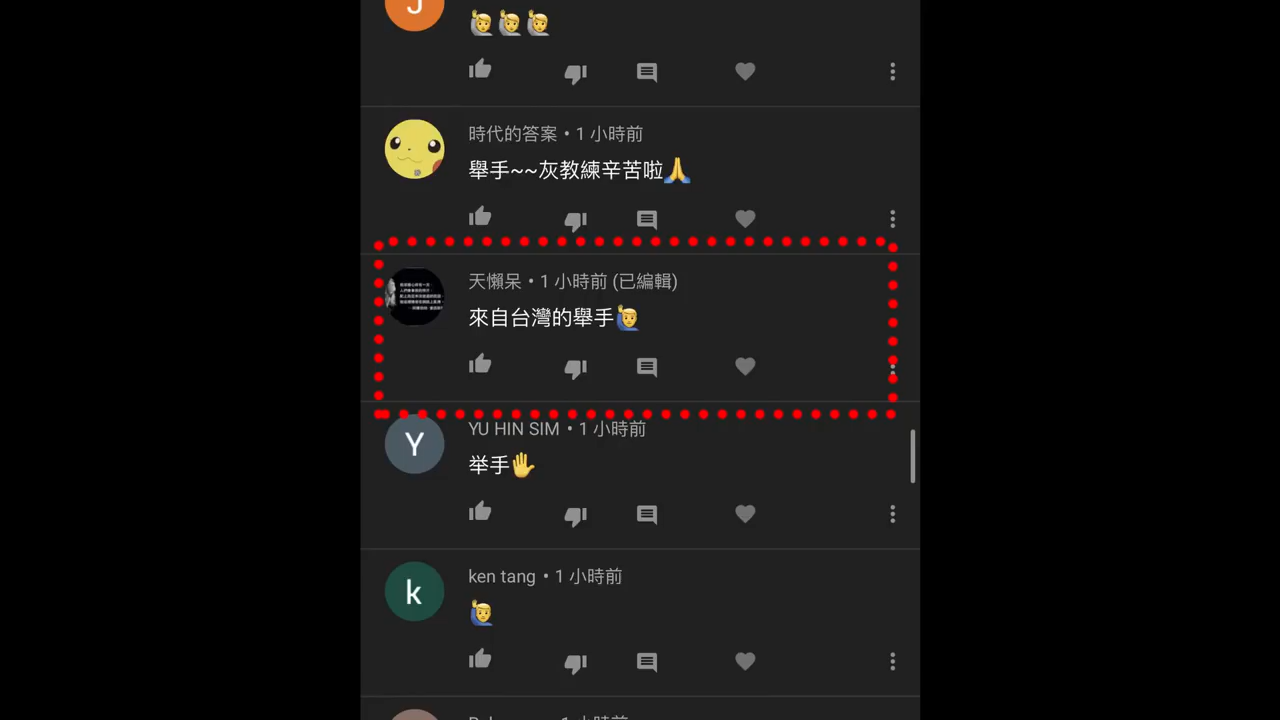 J
🙋‍♂️🙋‍♂️🙋‍♂️
時代的答案 • 1 小時前
舉手~~灰教練辛苦啦🙏
天懶呆 • 1 小時前 (已編輯)
來自台灣的舉手🙋‍♂️
Y
YU HIN SIM • 1 小時前
举手🖐
k
ken tang • 1 小時前
🙋‍♂️